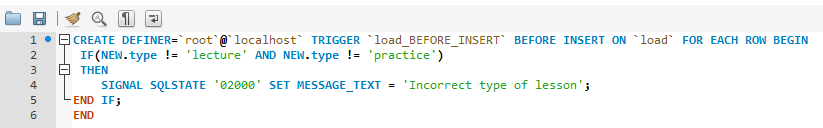 1 CREATE DEFINER=`root`@`localhost` TRIGGER `load_BEFORE_INSERT` BEFORE INSERT ON `load` FOR EACH ROW BEGIN
2 IF(NEW.type != 'lecture' AND NEW.type != 'practice')
3 THEN
4 SIGNAL SQLSTATE '02000' SET MESSAGE_TEXT = 'Incorrect type of lesson';
5 END IF;
6 END